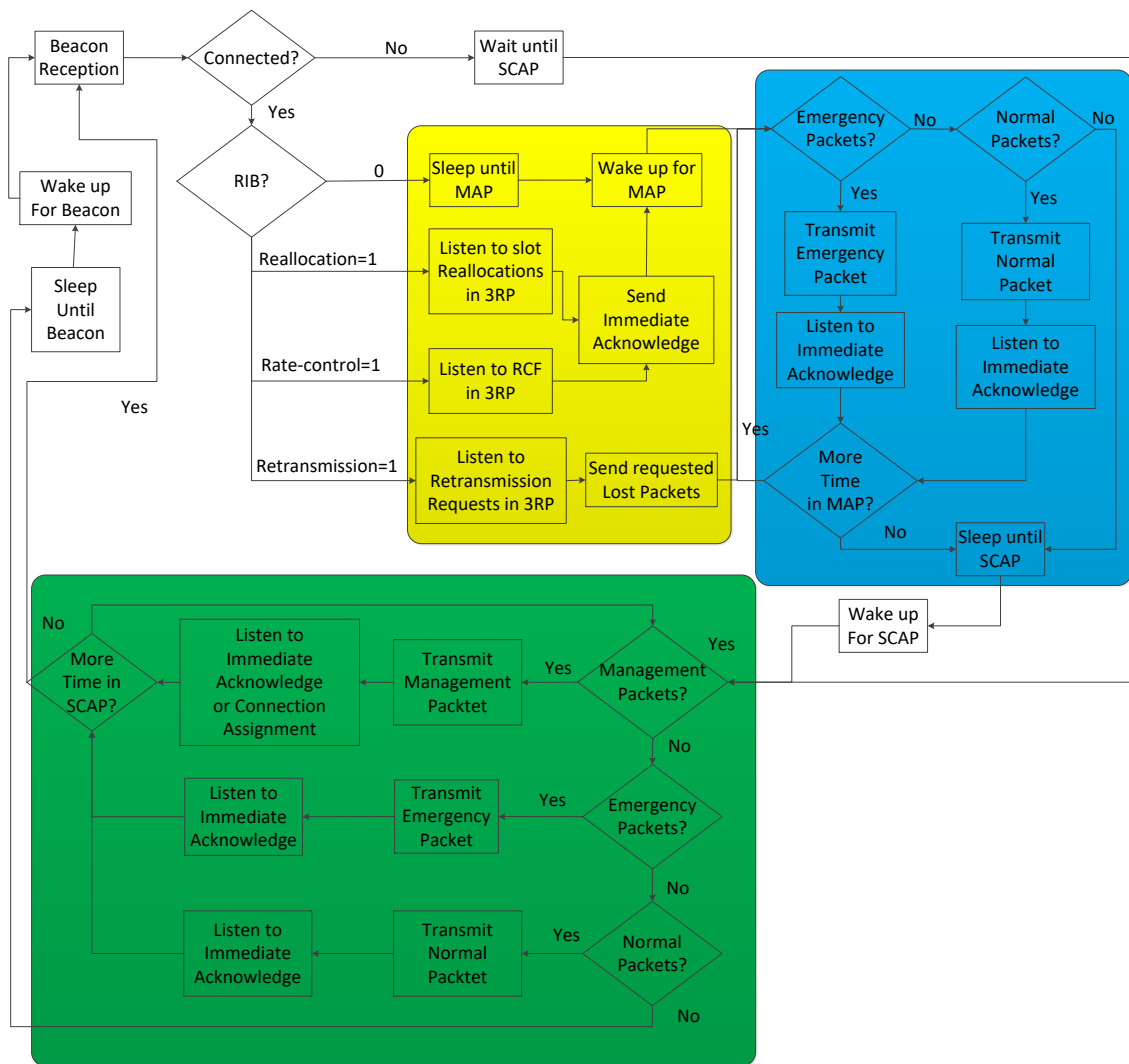 Beacon
Reception
Connected?
No
Wait until
SCAP
Yes
RIB?
0
Wake up
For Beacon
Sleep
Until
Beacon
Reallocation=1
Rate-control=1
Retransmission=1
Yes
Sleep until
MAP
Wake up for
MAP
Listen to slot
Reallocations
in 3RP
Send
Immediate
Acknowledge
Listen to RCF
in 3RP
Listen to
Retransmission
Requests in 3RP
Send requested
Lost Packets
Emergency
Packets?
No
Normal
Packets?
No
Yes
Yes
Transmit
Emergency
Packet
Transmit
Normal
Packet
Listen to
Immediate
Acknowledge
Listen to
Immediate
Acknowledge
Yes
More
Time
in MAP?
No
Sleep until
SCAP
Wake up
For SCAP
No
More
Time in
SCAP?
Listen to
Immediate
Acknowledge
or Connection
Assignment
Transmit
Management
Packtet
Yes
Management
Packets?
Yes
No
Listen to
Immediate
Acknowledge
Transmit
Emergency
Packet
Yes
Emergency
Packets?
No
Listen to
Immediate
Acknowledge
Transmit
Normal
Packtet
Yes
Normal
Packets?
No